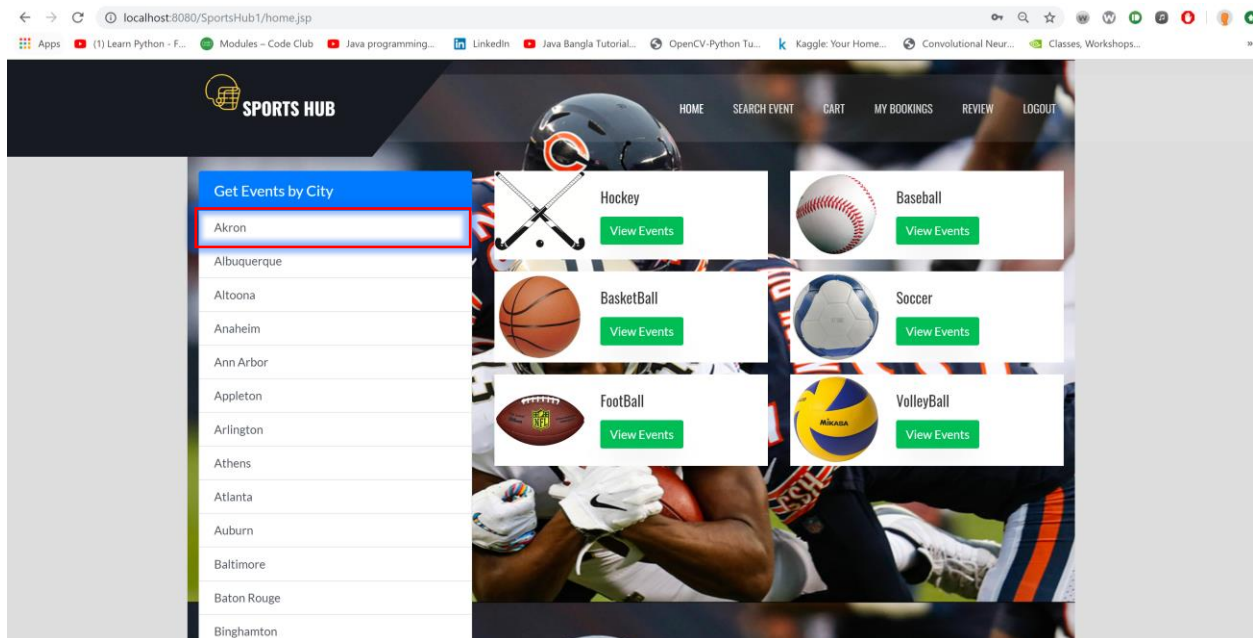 localhost:8080/SportsHub1/home.jsp
Apps (1) Learn Python - F... Modules – Code Club Java programming... LinkedIn Java Bangla Tutorial... OpenCV-Python Tu... Kaggle: Your Home... Convolutional Neur... Classes, Workshops... »
SPORTS HUB
HOME SEARCH EVENT CART MY BOOKINGS REVIEW LOGOUT
Get Events by City
Akron
Albuquerque
Altoona
Anaheim
Ann Arbor
Appleton
Arlington
Athens
Atlanta
Auburn
Baltimore
Baton Rouge
Binghamton
Hockey
View Events
Baseball
View Events
BasketBall
View Events
Soccer
View Events
FootBall
View Events
NFL
VolleyBall
View Events
MIKASA